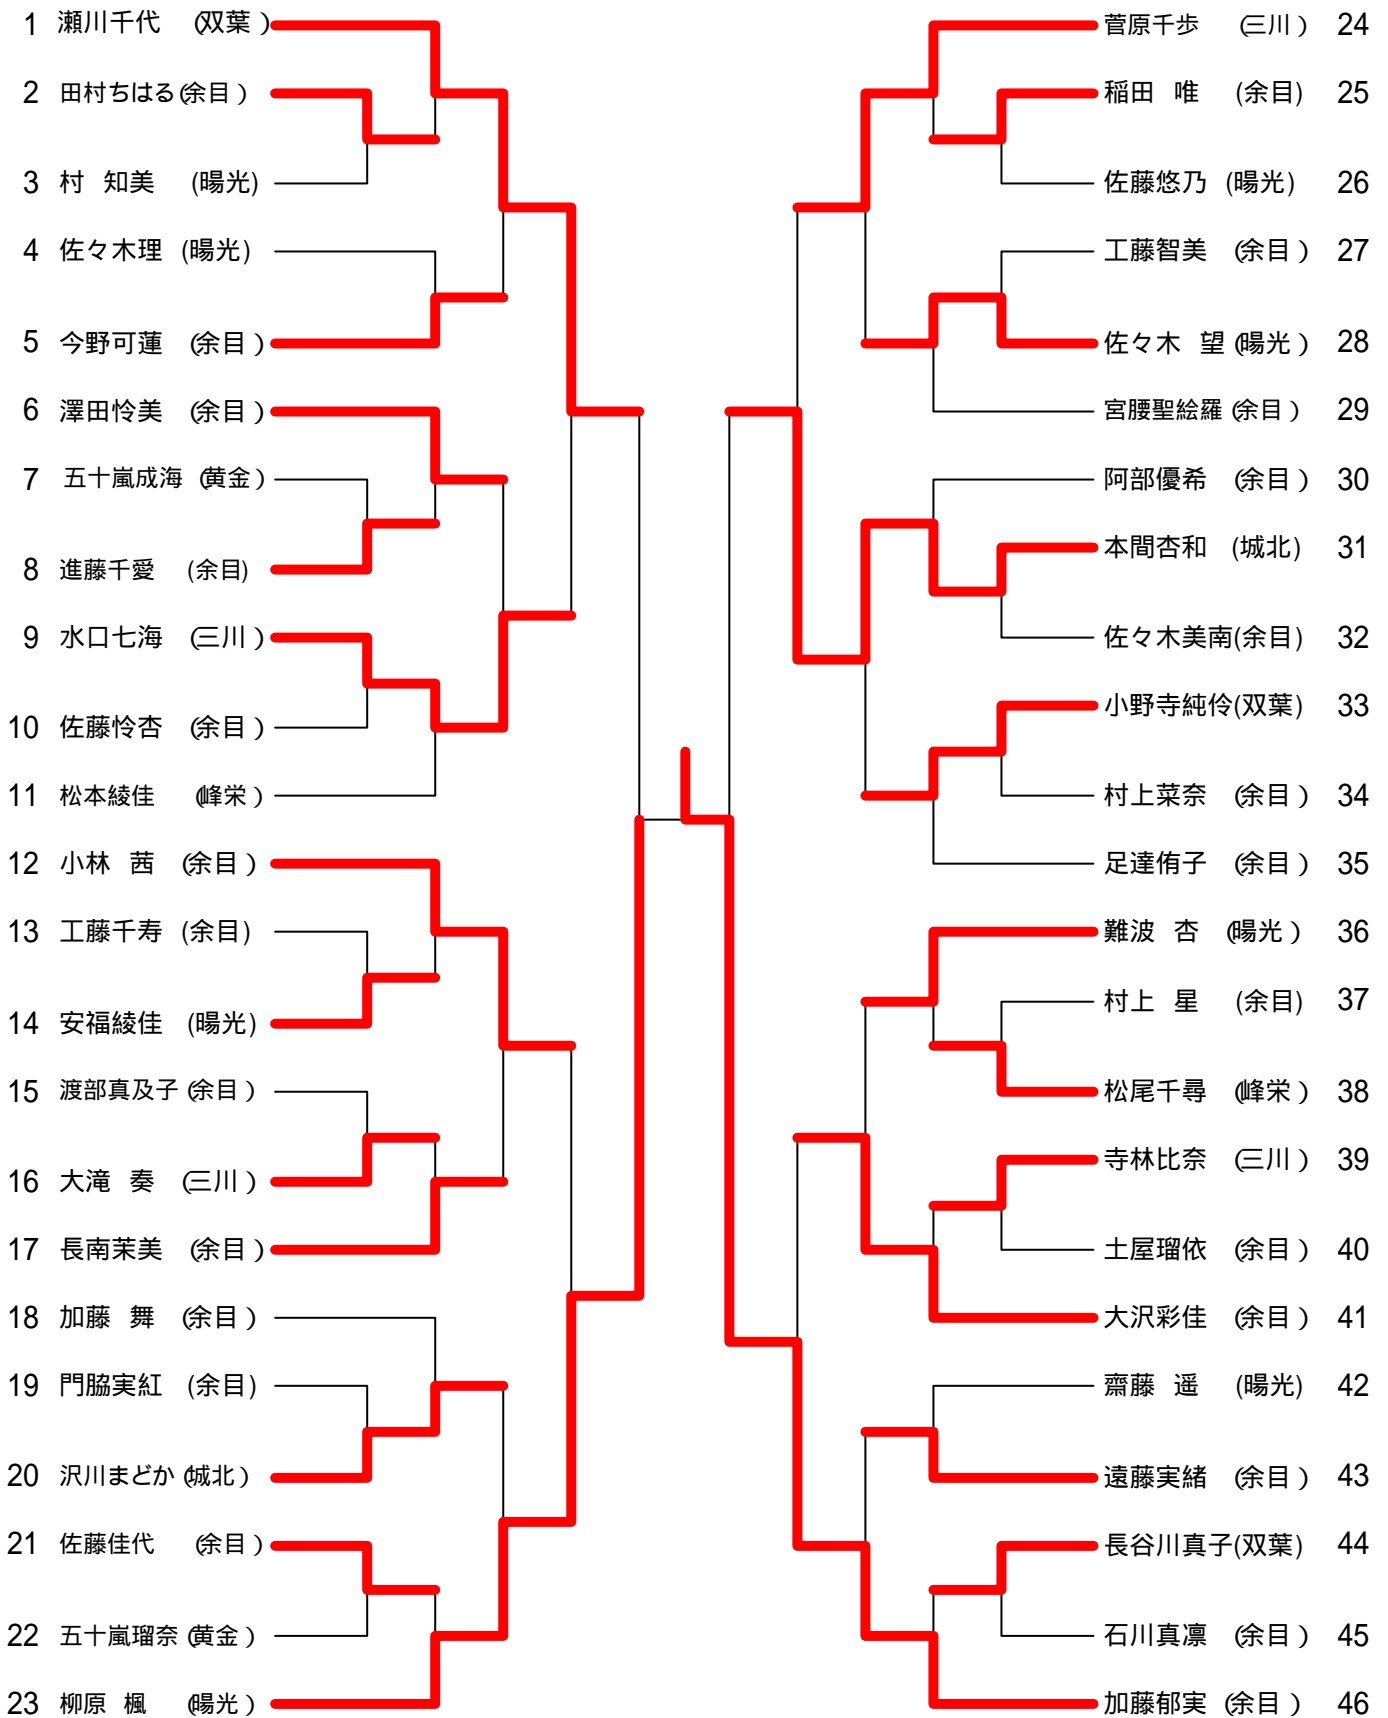 1 瀬川千代 (双葉)
2 田村ちはる (余目)
3 村 知美 (暘光)
4 佐々木理 (暘光)
5 今野可蓮 (余目)
6 澤田怜美 (余目)
7 五十嵐成海 (黄金)
8 進藤千愛 (余目)
9 水口七海 (三川)
10 佐藤怜杏 (余目)
11 松本綾佳 (峰栄)
12 小林 茜 (余目)
13 工藤千寿 (余目)
14 安福綾佳 (暘光)
15 渡部真及子 (余目)
16 大滝 奏 (三川)
17 長南茉美 (余目)
18 加藤 舞 (余目)
19 門脇実紅 (余目)
20 沢川まどか (城北)
21 佐藤佳代 (余目)
22 五十嵐瑠奈 (黄金)
23 柳原 楓 (暘光)
菅原千歩 (三川) 24
稲田 唯 (余目) 25
佐藤悠乃 (暘光) 26
工藤智美 (余目) 27
佐々木 望 (暘光) 28
宮腰聖絵羅 (余目) 29
阿部優希 (余目) 30
本間杏和 (城北) 31
佐々木美南 (余目) 32
小野寺純伶 (双葉) 33
村上菜奈 (余目) 34
足達侑子 (余目) 35
難波 杏 (暘光) 36
村上 星 (余目) 37
松尾千尋 (峰栄) 38
寺林比奈 (三川) 39
土屋瑠依 (余目) 40
大沢彩佳 (余目) 41
齋藤 遥 (暘光) 42
遠藤実緒 (余目) 43
長谷川真子 (双葉) 44
石川真凛 (余目) 45
加藤郁実 (余目) 46